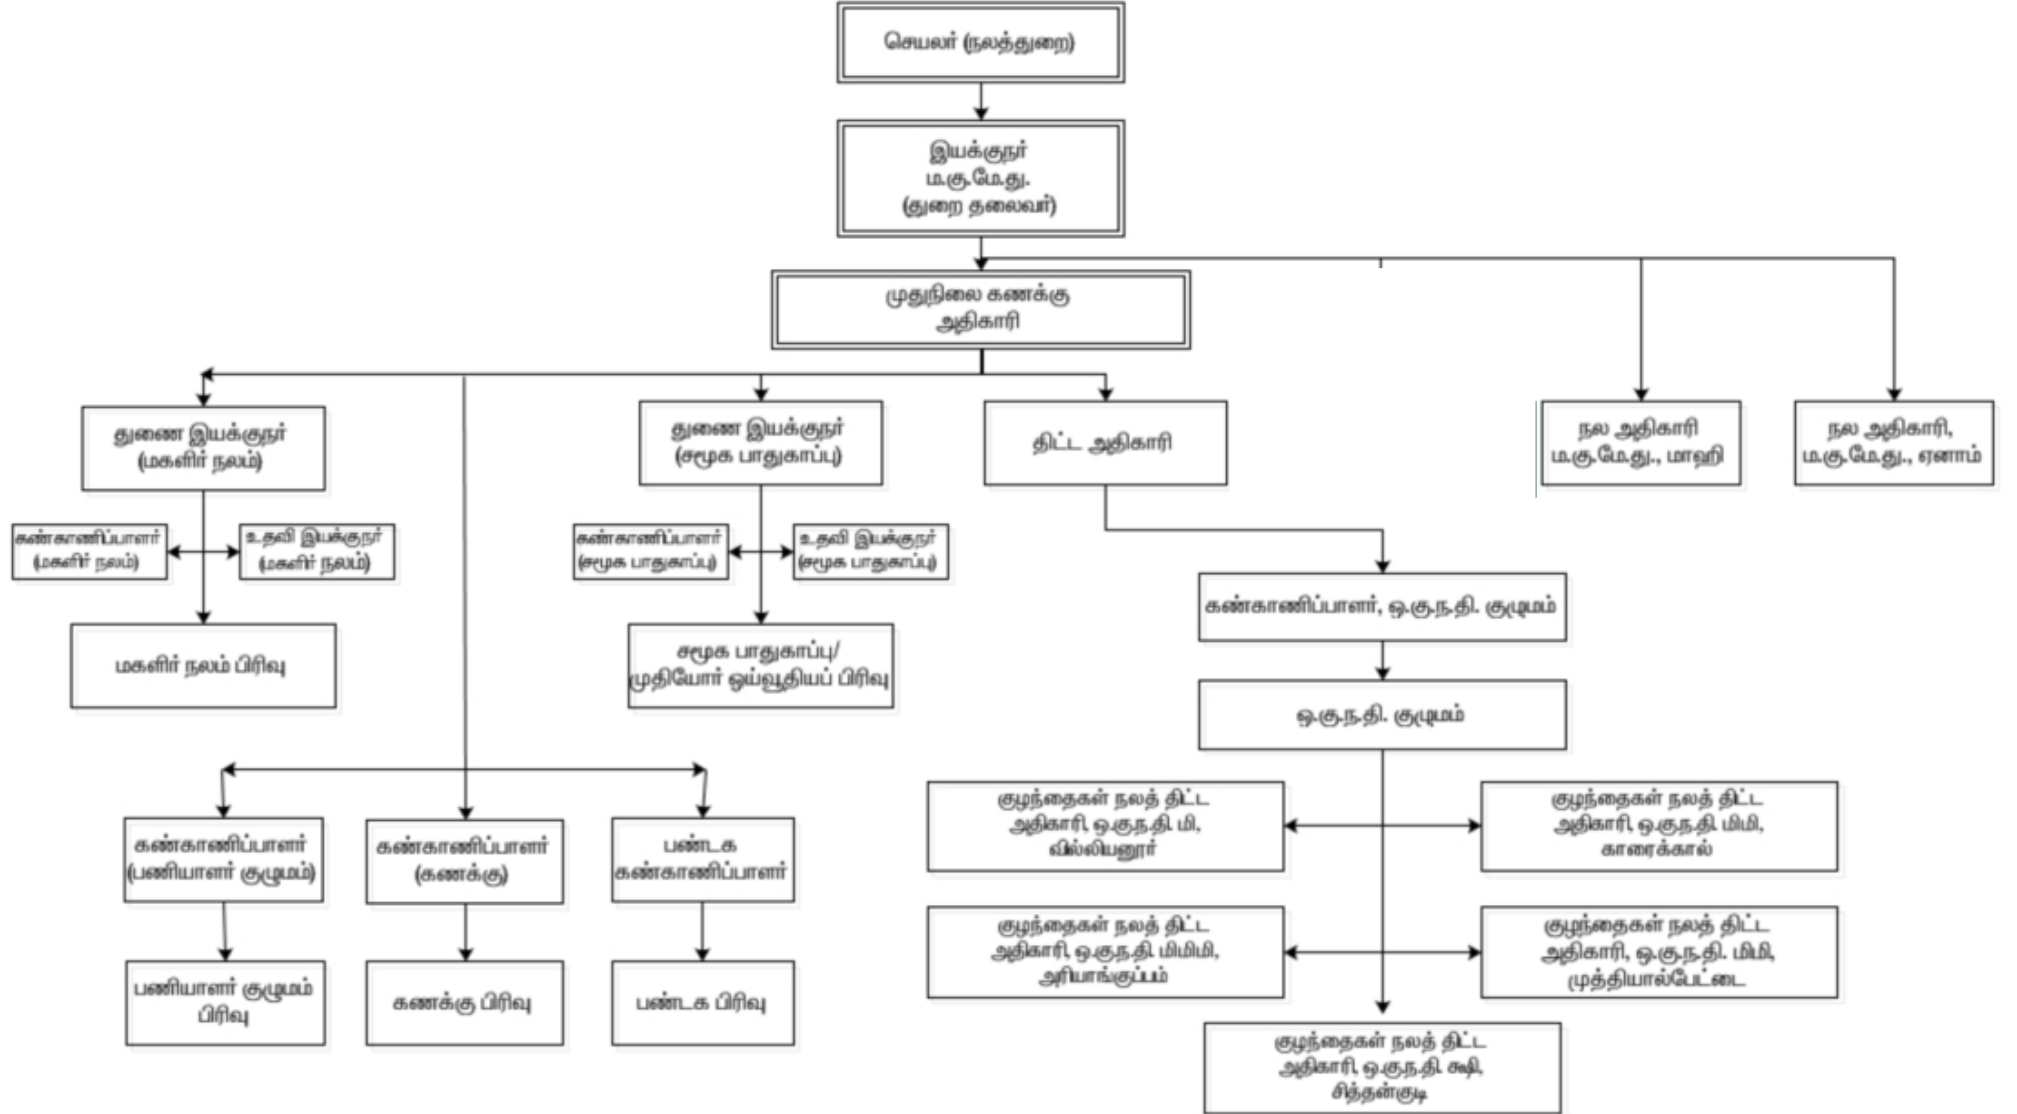 செயலர் (நலத்துறை)
இயக்குநர்
ம.கு.மே.து.
(துறை தலைவர்)
முதுநிலை கணக்கு
அதிகாரி
துணை இயக்குநர்
(மகளிர் நலம்)
துணை இயக்குநர்
(சமூக பாதுகாப்பு)
திட்ட அதிகாரி
நல அதிகாரி
ம.கு.மே.து., மாஹி
நல அதிகாரி,
ம.கு.மே.து., ஏனாம்
கண்காணிப்பாளர்
(மகளிர் நலம்)
உதவி இயக்குநர்
(மகளிர் நலம்)
கண்காணிப்பாளர்
(சமூக பாதுகாப்பு)
உதவி இயக்குநர்
(சமூக பாதுகாப்பு)
கண்காணிப்பாளர், ஒ.கு.ந.தி. குழுமம்
மகளிர் நலம் பிரிவு
சமூக பாதுகாப்பு/
முதியோர் ஒய்வூதியப் பிரிவு
ஒ.கு.ந.தி. குழுமம்
குழந்தைகள் நலத் திட்ட
அதிகாரி, ஒ.கு.ந.தி. மி,
வில்லியனூர்
குழந்தைகள் நலத் திட்ட
அதிகாரி, ஒ.கு.ந.தி. மிமி,
காரைக்கால்
கண்காணிப்பாளர்
(பணியாளர் குழுமம்)
கண்காணிப்பாளர்
(கணக்கு)
பண்டக
கண்காணிப்பாளர்
குழந்தைகள் நலத் திட்ட
அதிகாரி, ஒ.கு.ந.தி. மிமிமி,
அரியாங்குப்பம்
குழந்தைகள் நலத் திட்ட
அதிகாரி, ஒ.கு.ந.தி. மிமி,
முத்தியால்பேட்டை
பணியாளர் குழுமம்
பிரிவு
கணக்கு பிரிவு
பண்டக பிரிவு
குழந்தைகள் நலத் திட்ட
அதிகாரி, ஒ.கு.ந.தி. க்ஷி,
சித்தன்குடி